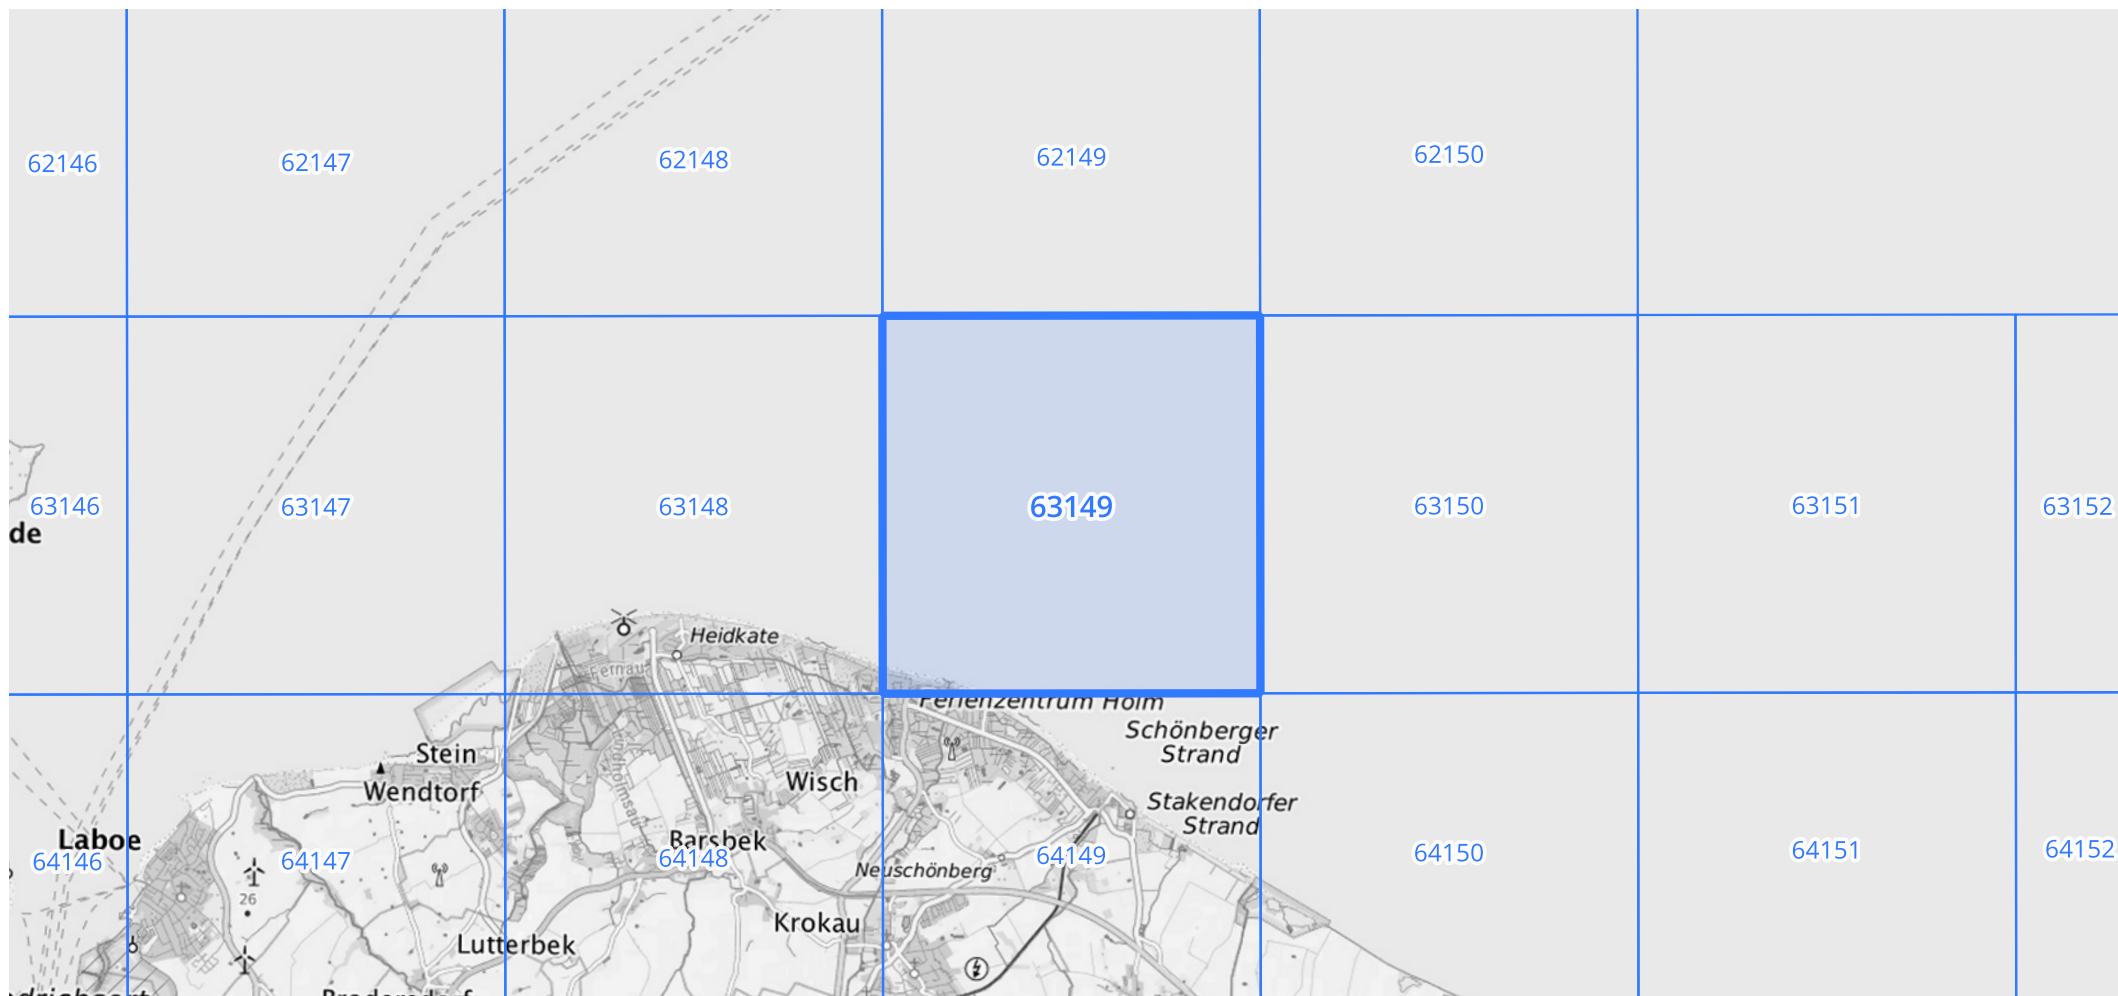 62146
62147
62148
62149
62150
63146
63147
63148
63149
63150
63151
63152
de
Heidkate
Fernau
Ferienzentrum Holm
Schönberger
Strand
Stein
Wendtorf
Wisch
Stakendorfer
Strand
Laboe
Barsbek
64146
64147
64148
64149
64150
64151
64152
Neuschönberg
26
Krokau
Lutterbek